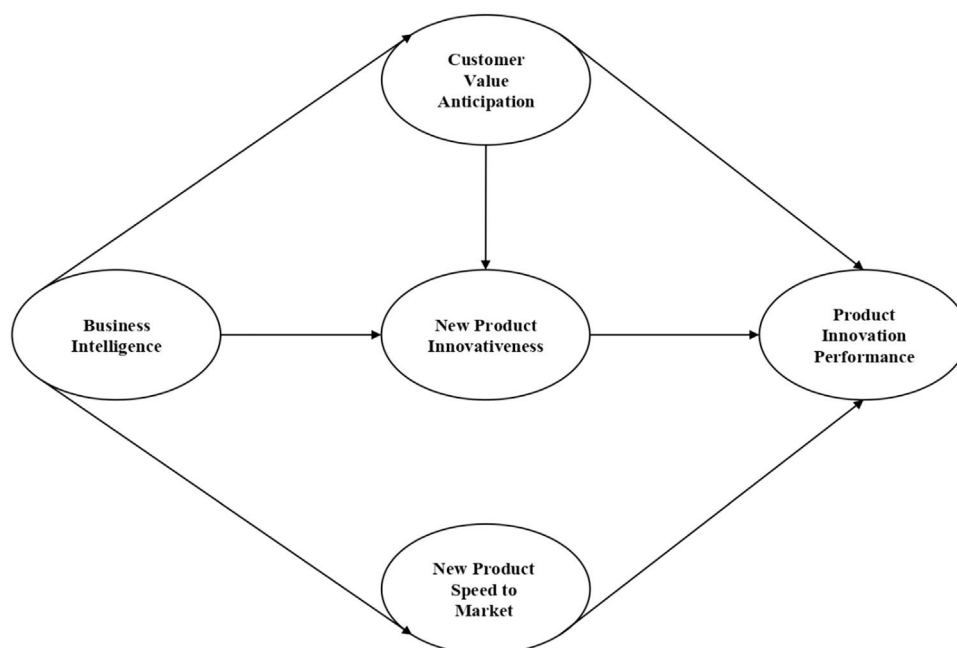 Customer
Value
Anticipation
Business
Intelligence
New Product
Innovativeness
Product
Innovation
Performance
New Product
Speed to
Market